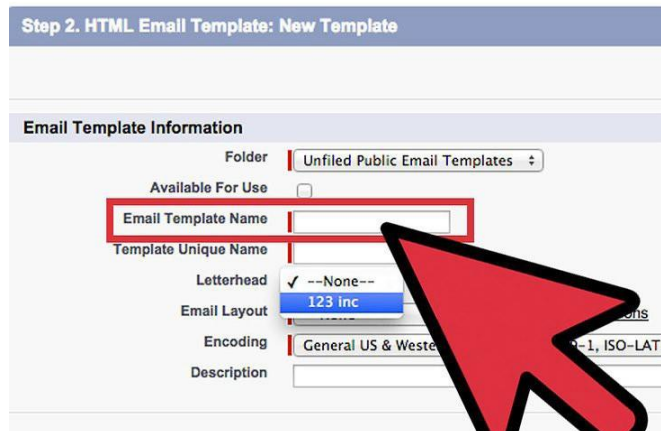 Step 2. HTML Email Template: New Template
Email Template Information
Folder Unfiled Public Email Templates
Available For Use
Email Template Name
Template Unique Name
Letterhead --None--
123 inc
Email Layout
Encoding General US &
Description